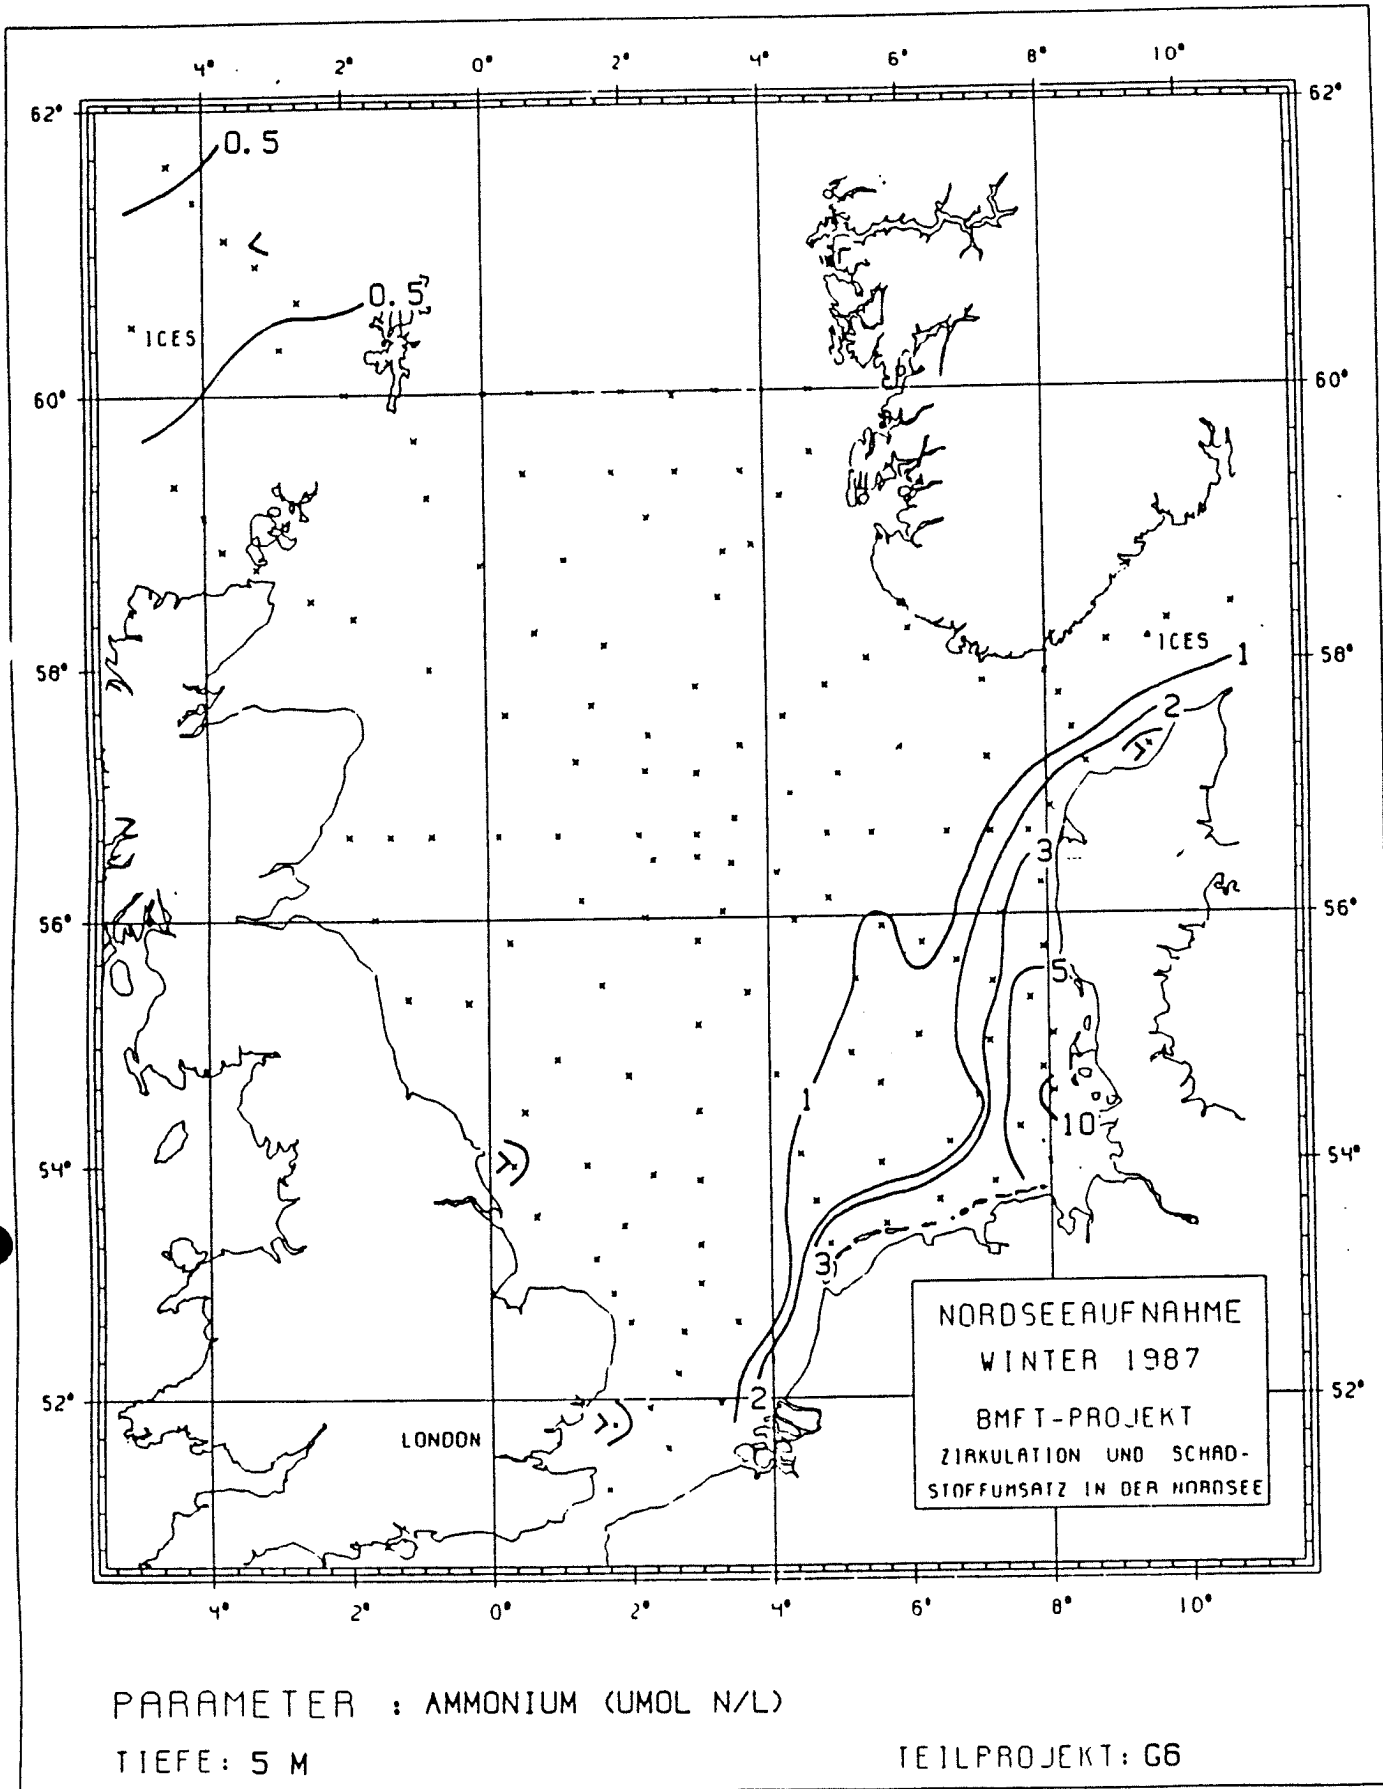 4° 2° 0° 2° 4° 6° 8° 10°
62° 62°
0.5
<
0.5
ICES
60° 60°
ICES
58° 58°
1
2
>
3
56° 56°
5
1
10
54° 54°
>
3
NORDSEEAUFNAHME
WINTER 1987
52° 52°
2
BMFT-PROJEKT
>
LONDON
ZIRKULATION UND SCHAD-
STOFFUMSATZ IN DER NORDSEE
4° 2° 0° 2° 4° 6° 8° 10°
PARAMETER : AMMONIUM (UMOL N/L)
TIEFE: 5 M TEILPROJEKT: G6